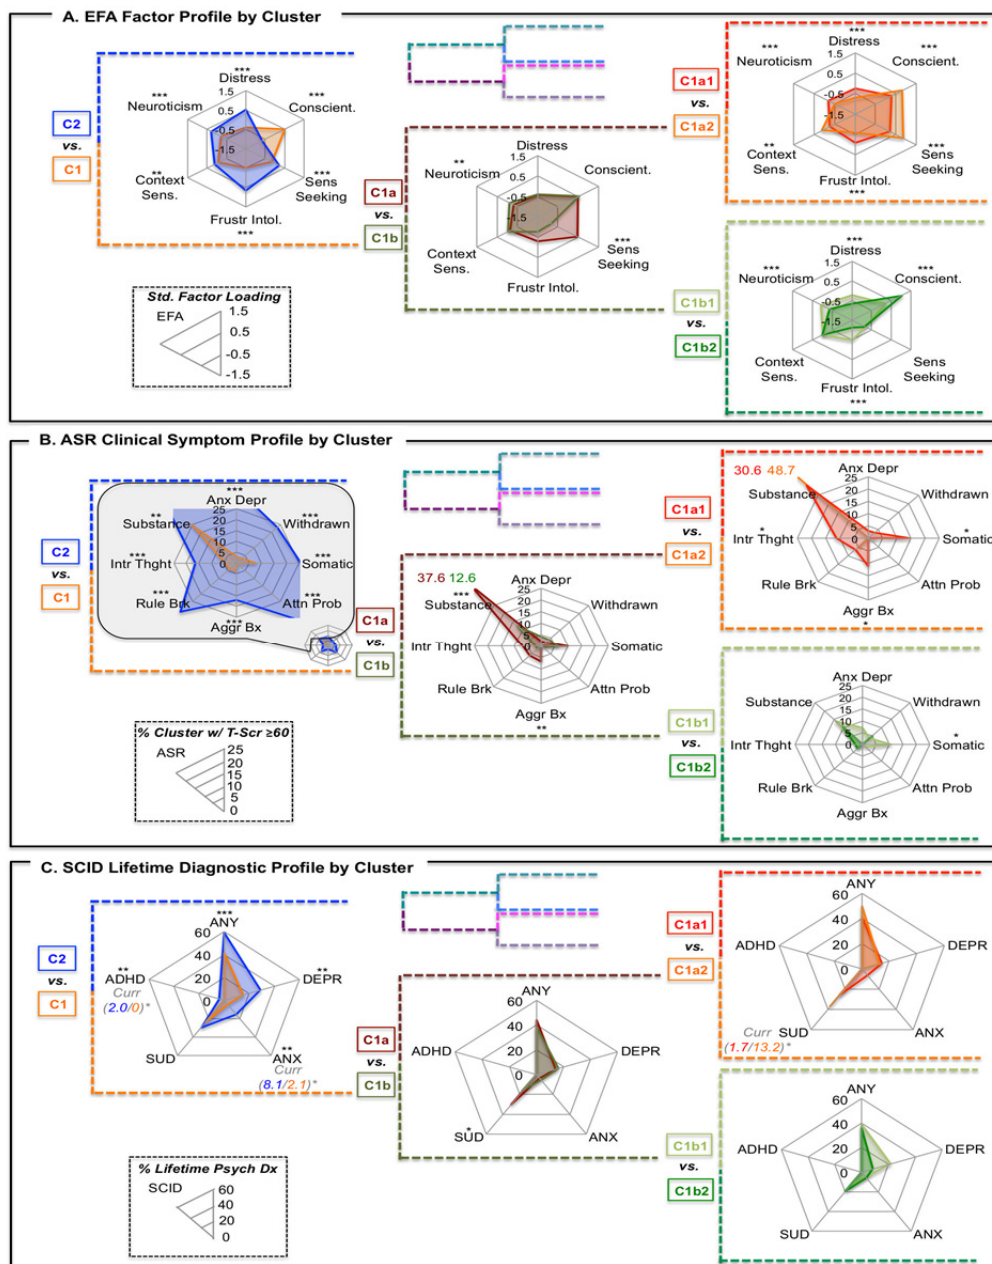 A. EFA Factor Profile by Cluster
C2
vs.
C1
***
Distress
1.5
0.5
-0.5
-1.5
***
Neuroticism
***
Conscient.
**
Context
Sens.
***
Sens
Seeking
Frustr Intol.
***
Std. Factor Loading
EFA
1.5
0.5
-0.5
-1.5
C1a
vs.
C1b
Distress
1.5
0.5
-0.5
-1.5
**
Neuroticism
Conscient.
Context
Sens.
***
Sens
Seeking
Frustr Intol.
C1a1
vs.
C1a2
***
Distress
1.5
0.5
-0.5
-1.5
***
Neuroticism
***
Conscient.
**
Context
Sens.
***
Sens
Seeking
Frustr Intol.
***
C1b1
vs.
C1b2
***
Distress
1.5
0.5
-0.5
-1.5
***
Neuroticism
***
Conscient.
Context
Sens.
Sens
Seeking
Frustr Intol.
***
B. ASR Clinical Symptom Profile by Cluster
C2
vs.
C1
***
Anx Depr
25
20
15
10
5
0
**
Substance
***
Withdrawn
***
Intr Thght
***
Somatic
***
Rule Brk
***
Attn Prob
***
Aggr Bx
% Cluster w/ T-Scr ≥60
ASR
25
20
15
10
5
0
C1a
vs.
C1b
37.6 12.6
***
Substance
Anx Depr
25
20
15
10
5
0
Withdrawn
Intr Thght
Somatic
Rule Brk
Attn Prob
Aggr Bx
**
C1a1
vs.
C1a2
30.6 48.7
Substance
Anx Depr
25
20
15
10
5
0
Withdrawn
*
Intr Thght
*
Somatic
Rule Brk
Attn Prob
Aggr Bx
*
C1b1
vs.
C1b2
Anx Depr
25
20
15
10
5
0
Substance
Withdrawn
Intr Thght
*
Somatic
Rule Brk
Attn Prob
Aggr Bx
C. SCID Lifetime Diagnostic Profile by Cluster
C2
vs.
C1
***
ANY
60
40
20
0
**
ADHD
Curr
(2.0/0)*
**
DEPR
SUD
**
ANX
Curr
(8.1/2.1)*
% Lifetime Psych Dx
SCID
60
40
20
0
C1a
vs.
C1b
ANY
60
40
20
0
ADHD
DEPR
*
SUD
ANX
C1a1
vs.
C1a2
ANY
60
40
20
0
ADHD
DEPR
SUD
Curr
(1.7/13.2)*
ANX
C1b1
vs.
C1b2
ANY
60
40
20
0
ADHD
DEPR
SUD
ANX